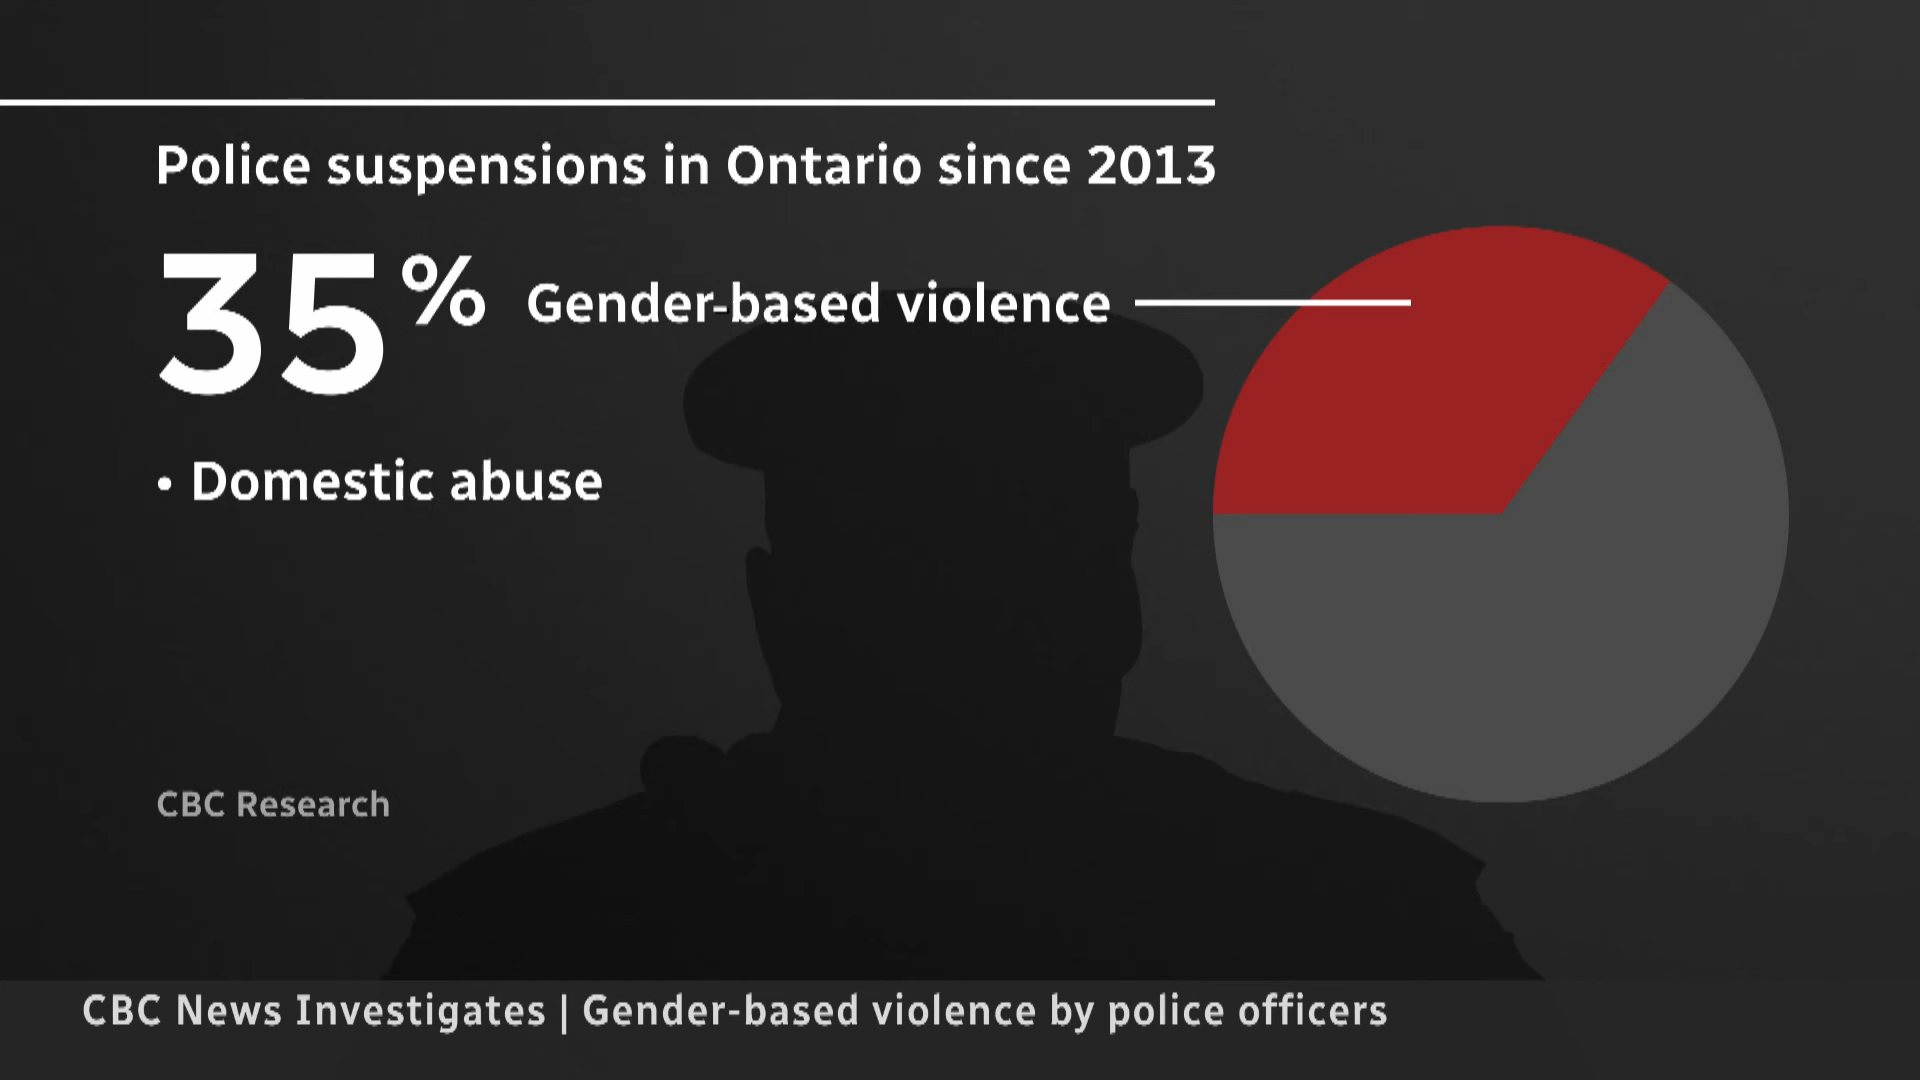 Police suspensions in Ontario since 2013
35% Gender-based violence
• Domestic abuse
CBC Research
CBC News Investigates | Gender-based violence by police officers